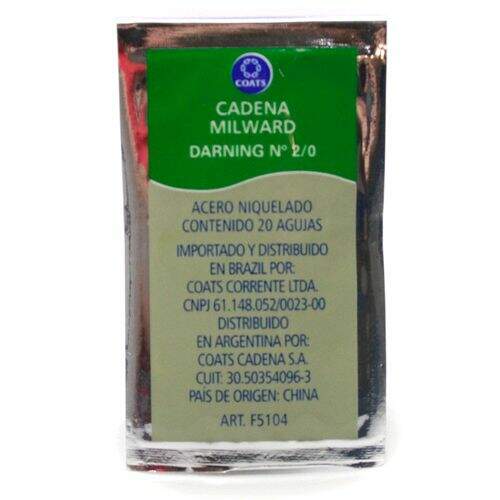 COATS
CADENA
MILWARD
DARNING Nº 2/0
ACERO NIQUELADO
CONTENIDO 20 AGUJAS
IMPORTADO Y DISTRIBUIDO
EN BRAZIL POR:
COATS CORRENTE LTDA.
CNPJ 61.148.052/0023-00
DISTRIBUIDO
EN ARGENTINA POR:
COATS CADENA S.A.
CUIT: 30.50354096-3
PAÍS DE ORIGEN: CHINA
ART. F5104